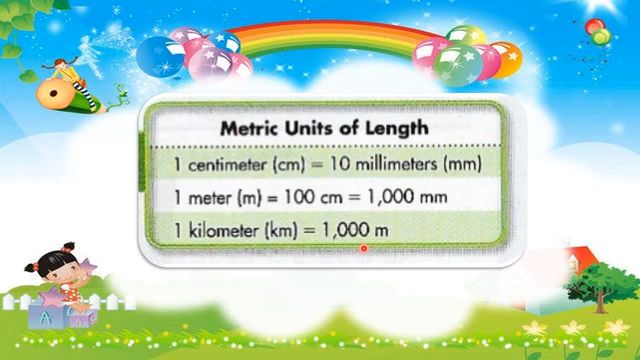 Metric Units of Length
1 centimeter (cm) = 10 millimeters (mm)
1 meter (m) = 100 cm = 1,000 mm
1 kilometer (km) = 1,000 m
A A